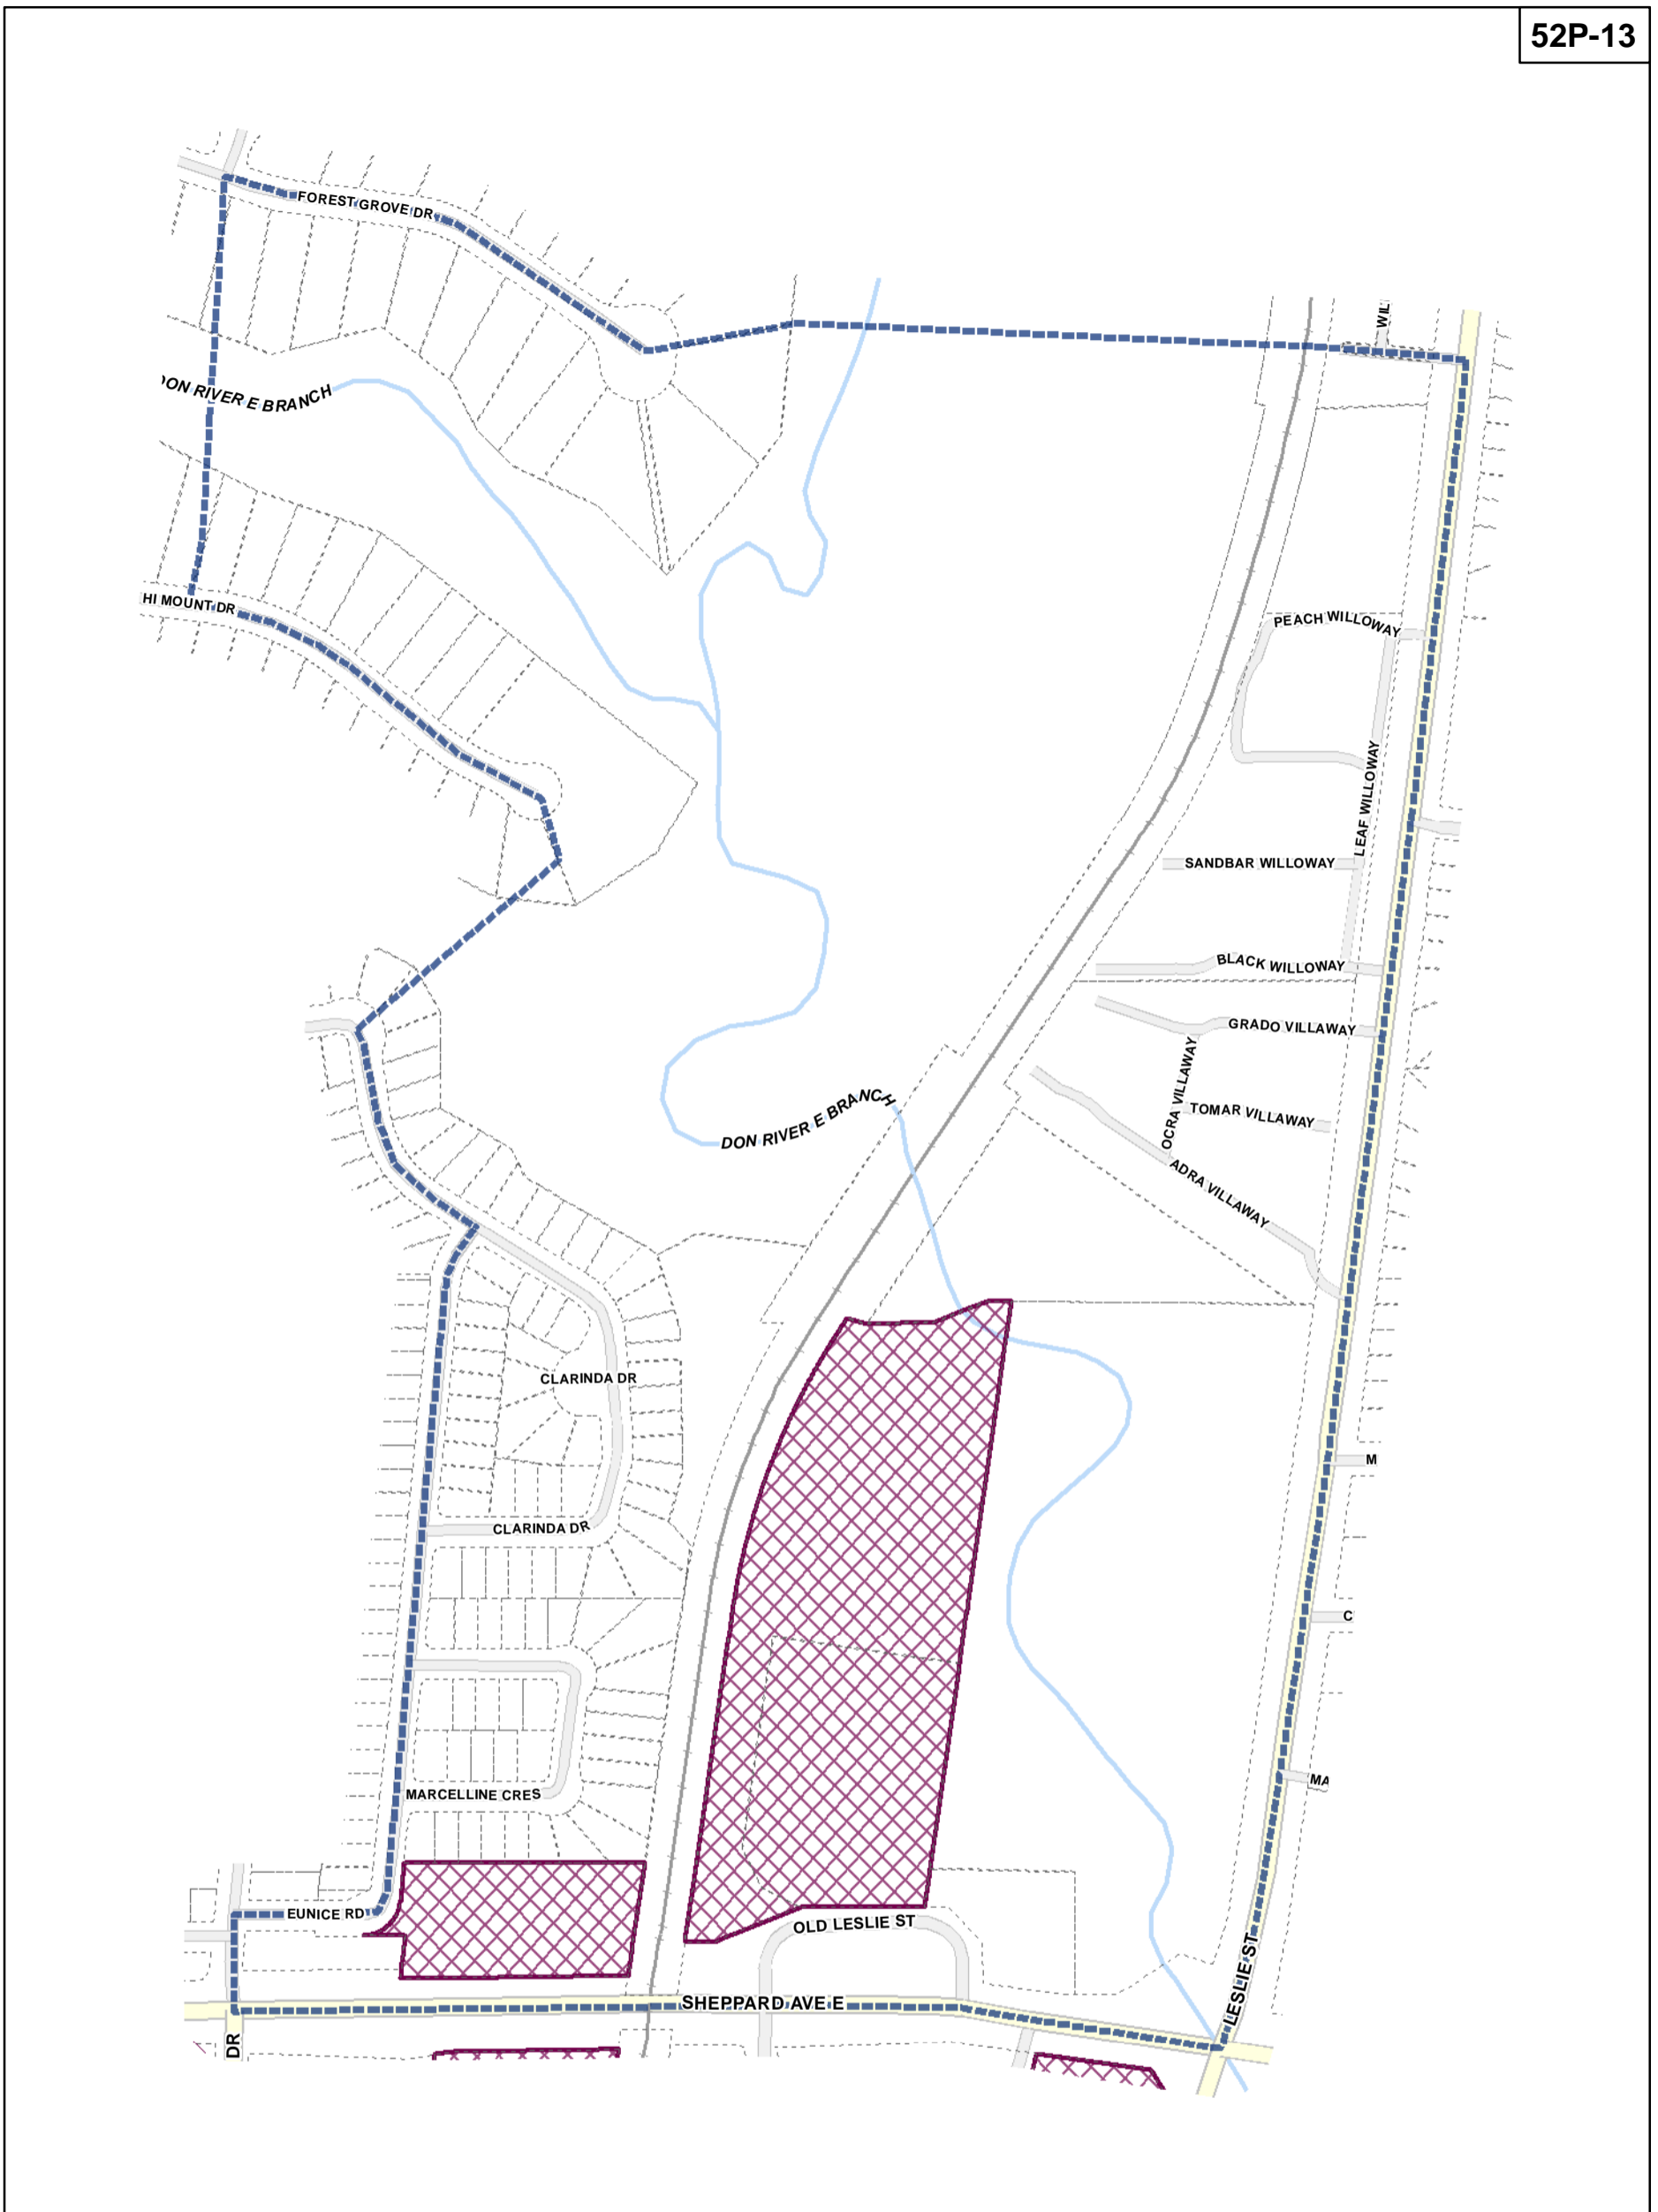 52P-13
FOREST GROVE DR
WIL
DON RIVER E BRANCH
HI MOUNT DR
PEACH WILLOWAY
LEAF WILLOWAY
SANDBAR WILLOWAY
BLACK WILLOWAY
GRADO VILLAWAY
OCRA VILLAWAY
TOMAR VILLAWAY
DON RIVER E BRANCH
ADRA VILLAWAY
CLARINDA DR
M
CLARINDA DR
C
MA
MARCELLINE CRES
EUNICE RD
OLD LESLIE ST
LESLIE ST
SHEPPARD AVE E
DR